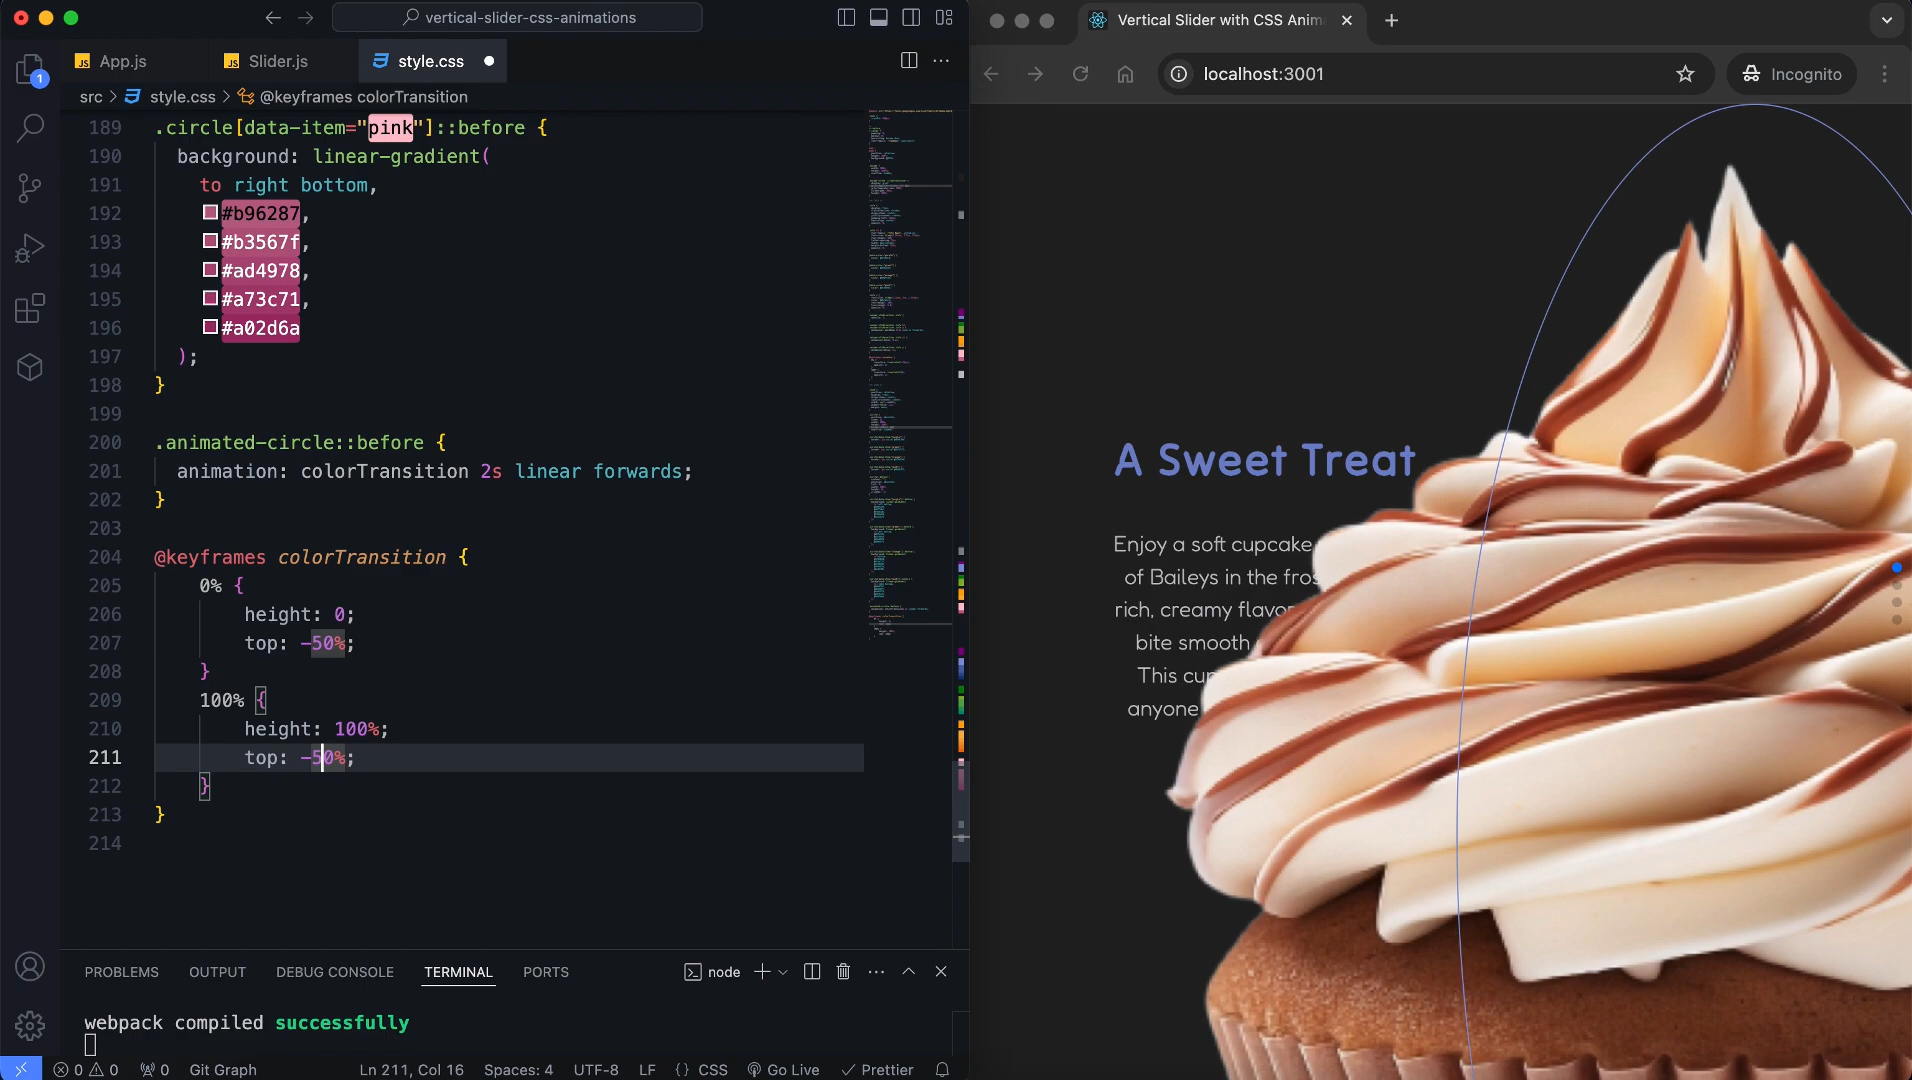 vertical-slider-css-animations
App.js
Slider.js
style.css
src > style.css > @keyframes colorTransition
189 .circle[data-item="pink"]::before {
190 background: linear-gradient(
191 to right bottom,
192 #b96287,
193 #b3567f,
194 #ad4978,
195 #a73c71,
196 #a02d6a
197 );
198 }
199
200 .animated-circle::before {
201 animation: colorTransition 2s linear forwards;
202 }
203
204 @keyframes colorTransition {
205 0% {
206 height: 0;
207 top: -50%;
208 }
209 100% {
210 height: 100%;
211 top: -50%;
212 }
213 }
214
PROBLEMS OUTPUT DEBUG CONSOLE TERMINAL PORTS
node
webpack compiled successfully
0 0 0 Git Graph Ln 211, Col 16 Spaces: 4 UTF-8 LF {} CSS Go Live Prettier
1
Vertical Slider with CSS Anim
localhost:3001
Incognito
A Sweet Treat
Enjoy a soft cupcake
of Baileys in the fros
rich, creamy flavor
bite smooth
This cup
anyone